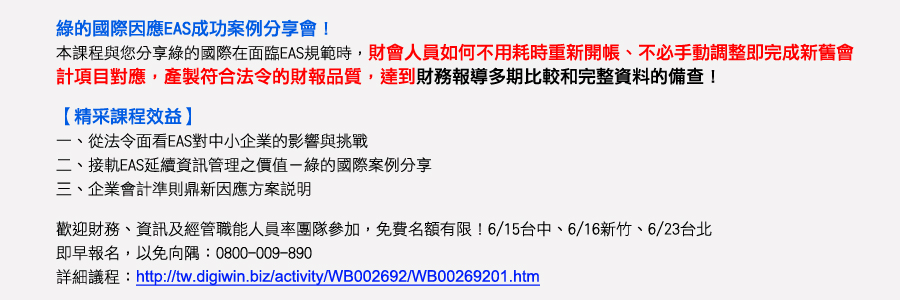 綠的國際因應EAS成功案例分享會！
本課程與您分享綠的國際在面臨EAS規範時，財會人員如何不用耗時重新開帳、不必手動調整即完成新舊會
計項目對應，產製符合法令的財報品質，達到財務報導多期比較和完整資料的備查！
【精采課程效益】
一、從法令面看EAS對中小企業的影響與挑戰
二、接軌EAS延續資訊管理之價值－綠的國際案例分享
三、企業會計準則鼎新因應方案說明
歡迎財務、資訊及經管職能人員率團隊參加，免費名額有限！6/15台中、6/16新竹、6/23台北
即早報名，以免向隅：0800-009-890
詳細議程：http://tw.digiwin.biz/activity/WB002692/WB00269201.htm